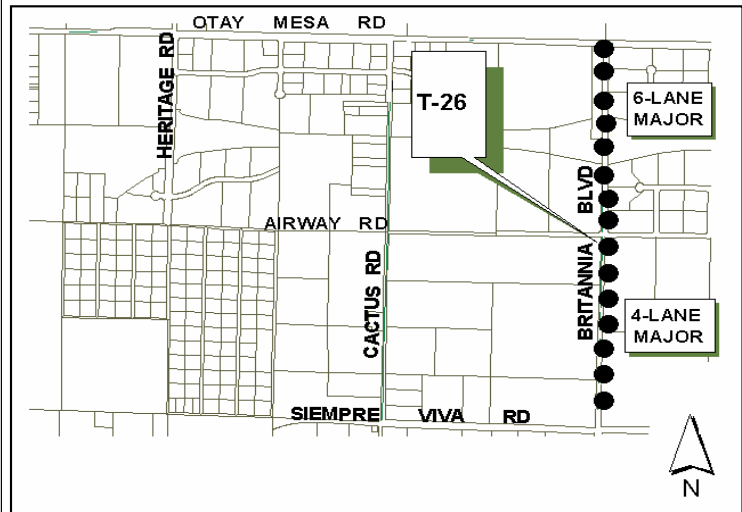 OTAY MESA RD
HERITAGE RD
T-26
6-LANE
MAJOR
BRITANNIA BLVD
AIRWAY RD
CACTUS RD
4-LANE
MAJOR
SIEMPRE VIVA RD
N